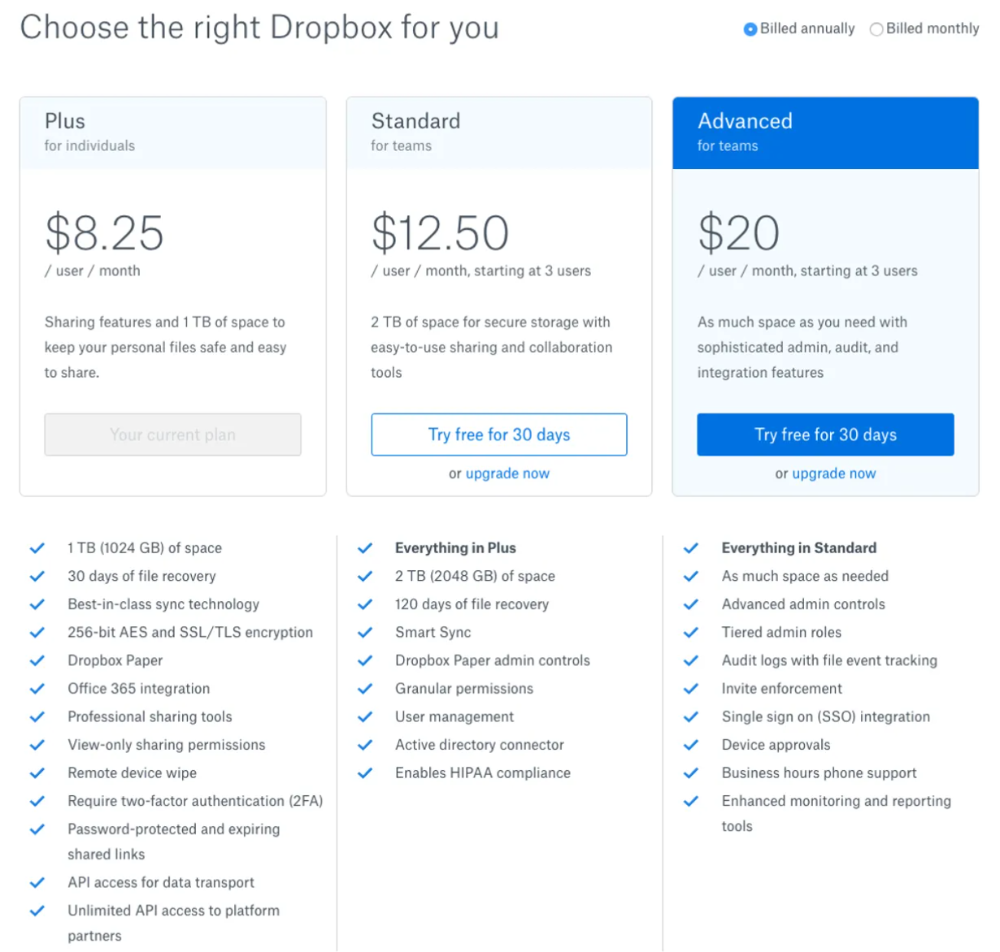 Choose the right Dropbox for you
Billed annually
Billed monthly
Plus
for individuals
$8.25
/ user / month
Sharing features and 1 TB of space to
keep your personal files safe and easy
to share.
Your current plan
Standard
for teams
$12.50
/ user / month, starting at 3 users
2 TB of space for secure storage with
easy-to-use sharing and collaboration
tools
Try free for 30 days
or upgrade now
Advanced
for teams
$20
/ user / month, starting at 3 users
As much space as you need with
sophisticated admin, audit, and
integration features
Try free for 30 days
or upgrade now
1 TB (1024 GB) of space
30 days of file recovery
Best-in-class sync technology
256-bit AES and SSL/TLS encryption
Dropbox Paper
Office 365 integration
Professional sharing tools
View-only sharing permissions
Remote device wipe
Require two-factor authentication (2FA)
Password-protected and expiring
shared links
API access for data transport
Unlimited API access to platform
partners
Everything in Plus
2 TB (2048 GB) of space
120 days of file recovery
Smart Sync
Dropbox Paper admin controls
Granular permissions
User management
Active directory connector
Enables HIPAA compliance
Everything in Standard
As much space as needed
Advanced admin controls
Tiered admin roles
Audit logs with file event tracking
Invite enforcement
Single sign on (SSO) integration
Device approvals
Business hours phone support
Enhanced monitoring and reporting
tools